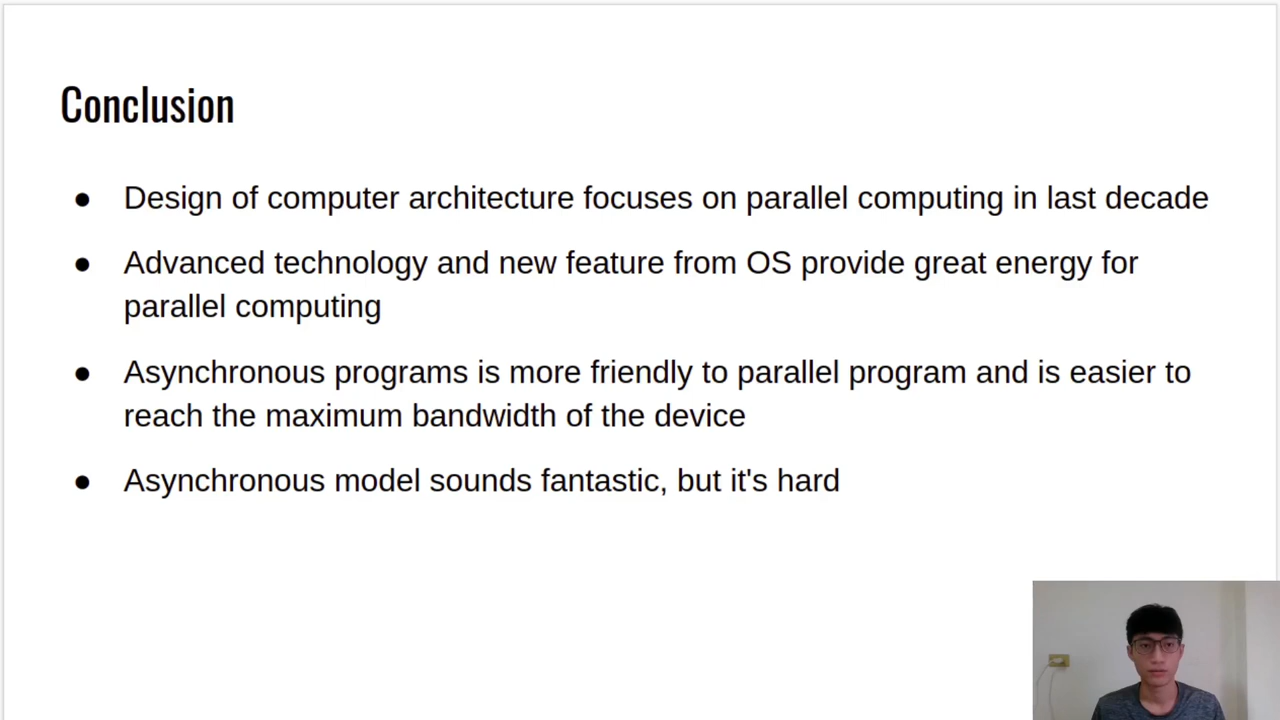 Conclusion
● Design of computer architecture focuses on parallel computing in last decade
● Advanced technology and new feature from OS provide great energy for
parallel computing
● Asynchronous programs is more friendly to parallel program and is easier to
reach the maximum bandwidth of the device
● Asynchronous model sounds fantastic, but it's hard